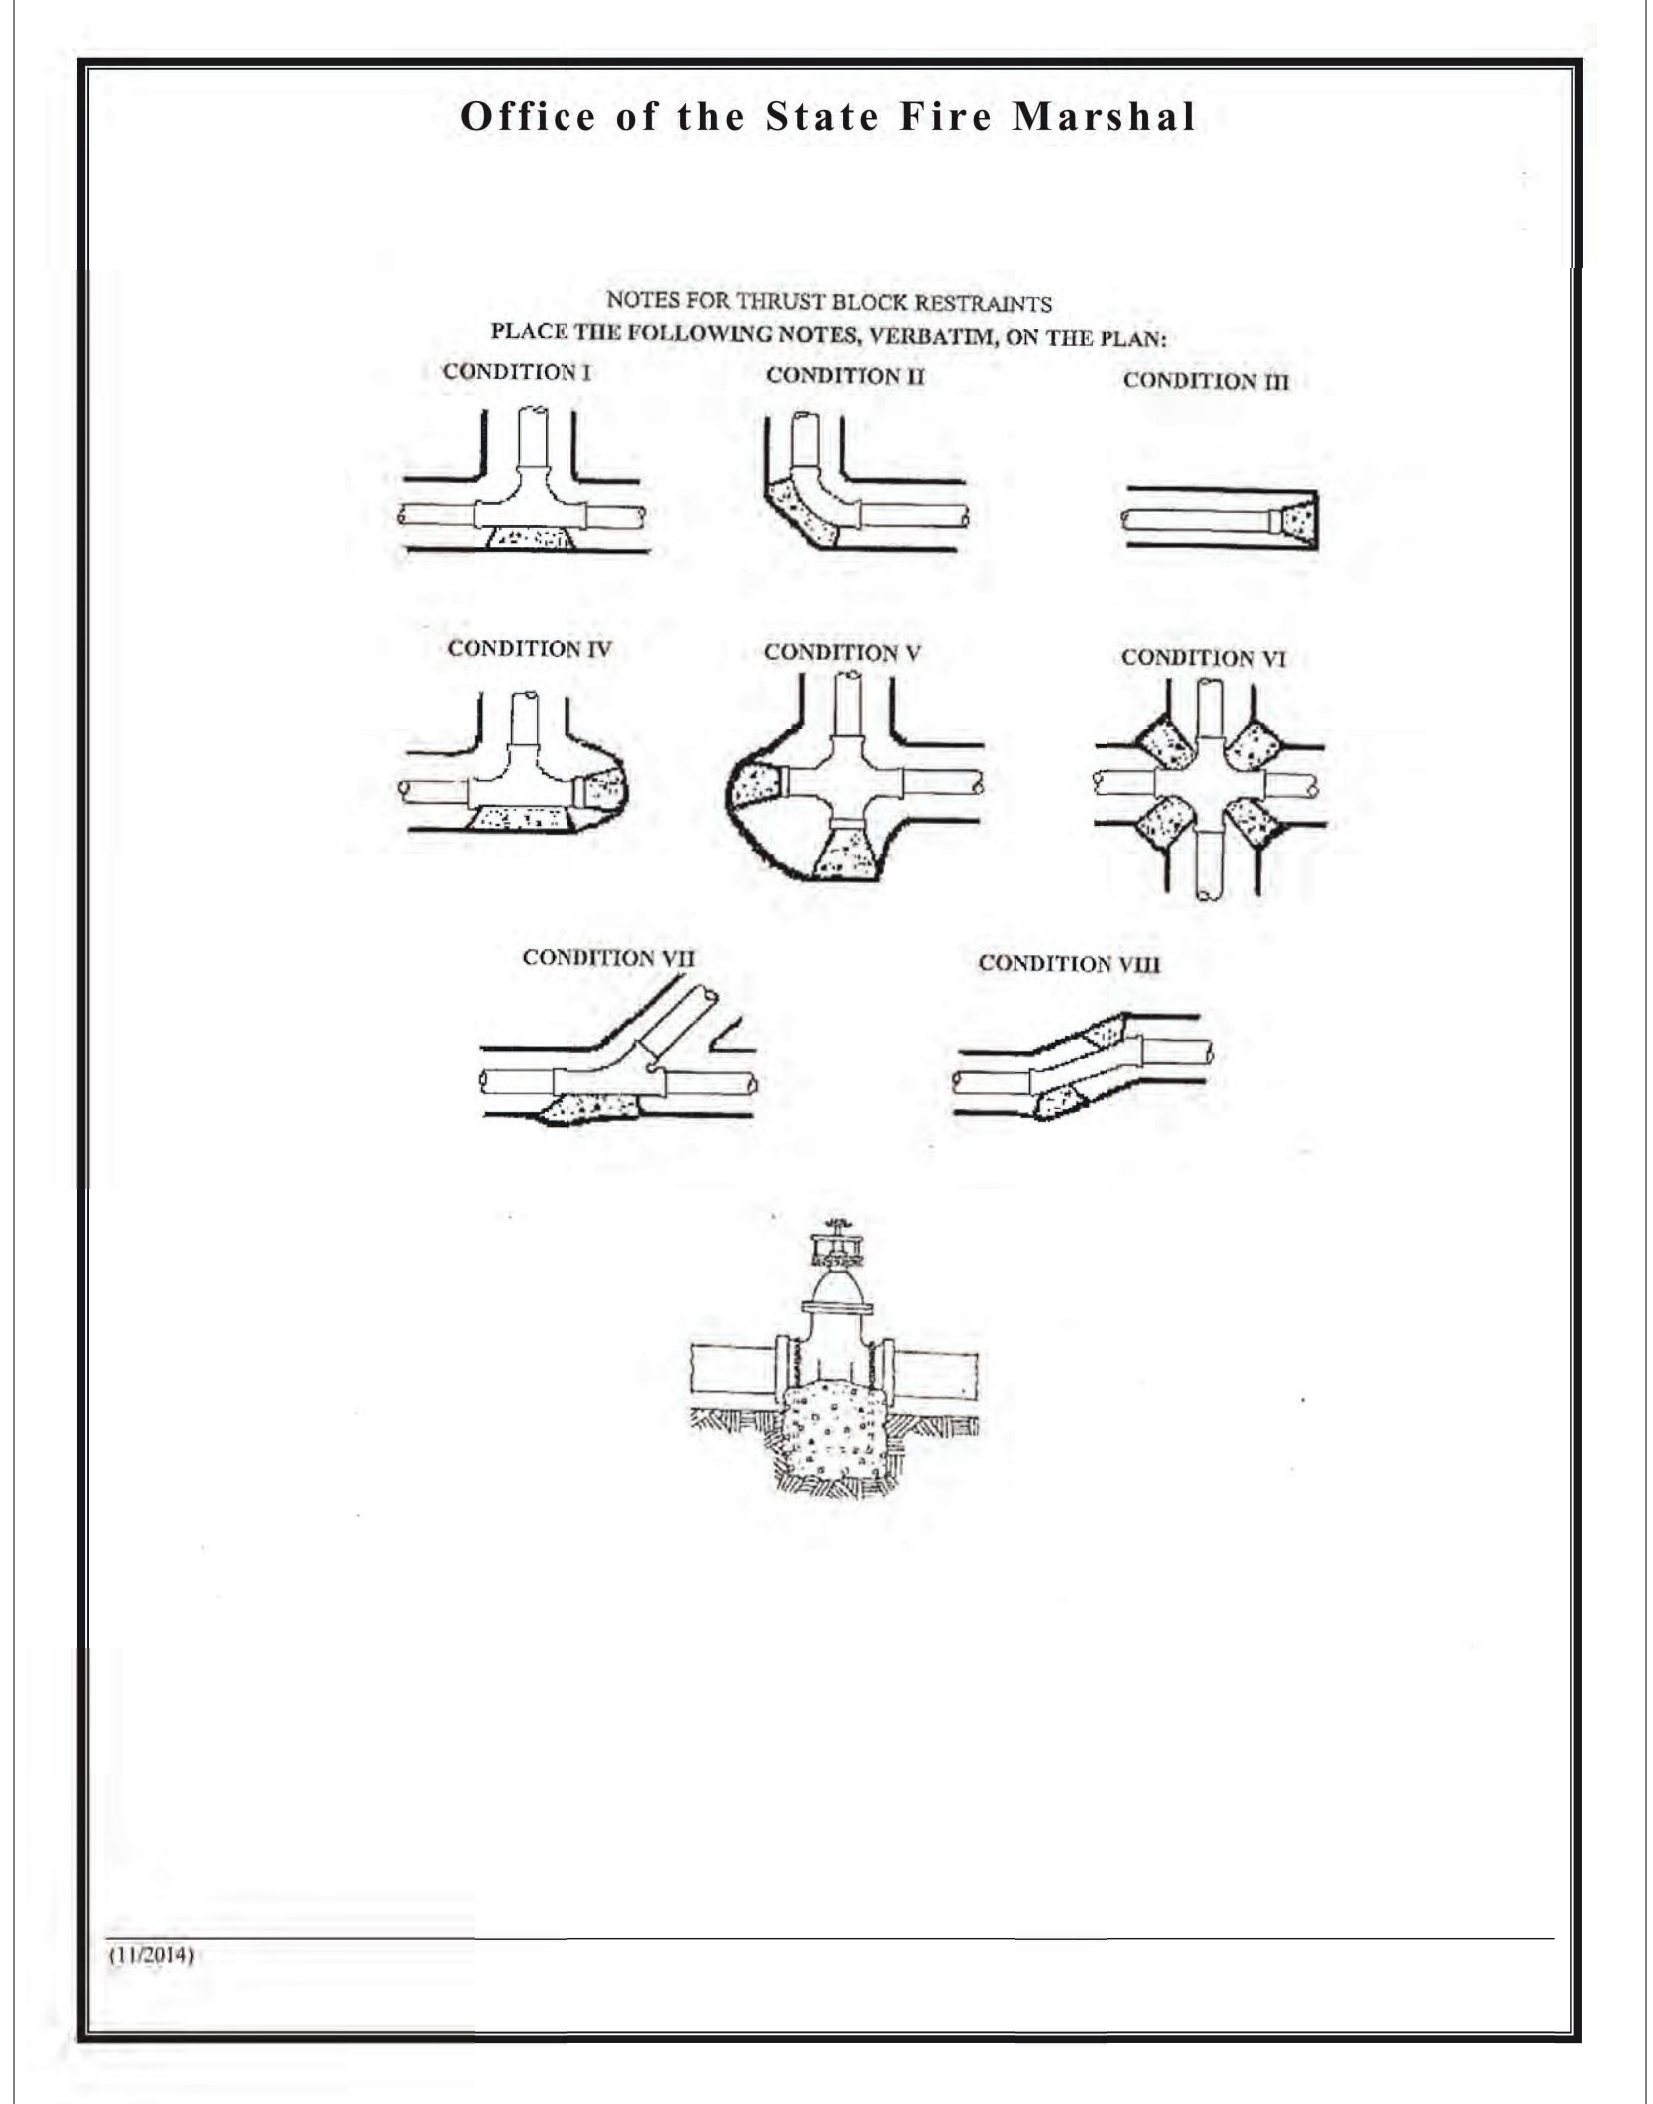 Office of the State Fire Marshal
NOTES FOR THRUST BLOCK RESTRAINTS
PLACE THE FOLLOWING NOTES, VERBATIM, ON THE PLAN:
CONDITION I
CONDITION II
CONDITION III
CONDITION IV
CONDITION V
CONDITION VI
CONDITION VII
CONDITION VIII
(11/2014)